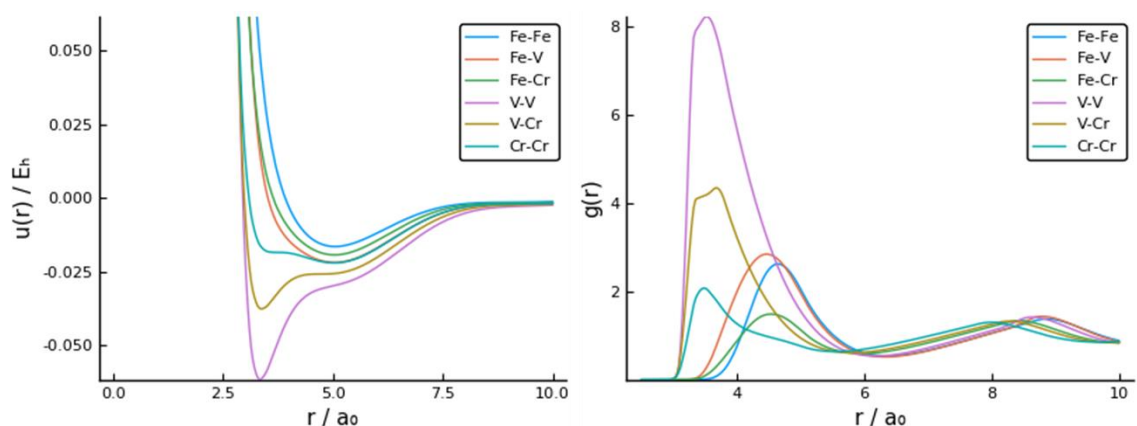 0.050
0.025
0.000
-0.025
-0.050
u(r) / Eₕ
0.0 2.5 5.0 7.5 10.0
r / a₀
Fe-Fe
Fe-V
Fe-Cr
V-V
V-Cr
Cr-Cr
8
6
4
2
g(r)
4 6 8 10
r / a₀
Fe-Fe
Fe-V
Fe-Cr
V-V
V-Cr
Cr-Cr